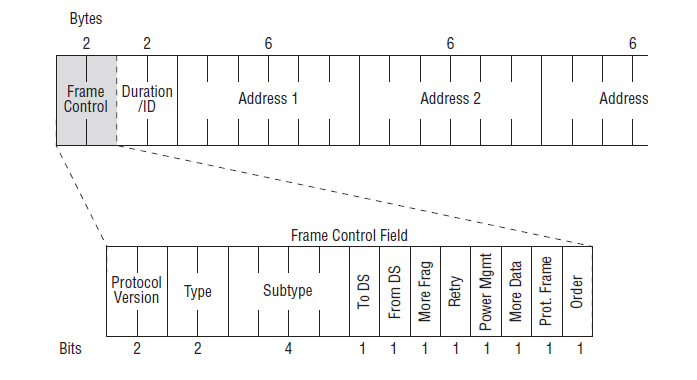 Bytes
2 2 6 6 6
Frame Control
Duration /ID
Address 1
Address 2
Address
Frame Control Field
Protocol Version
Type
Subtype
To DS
From DS
More Frag
Retry
Power Mgmt
More Data
Prot. Frame
Order
Bits 2 2 4 1 1 1 1 1 1 1 1